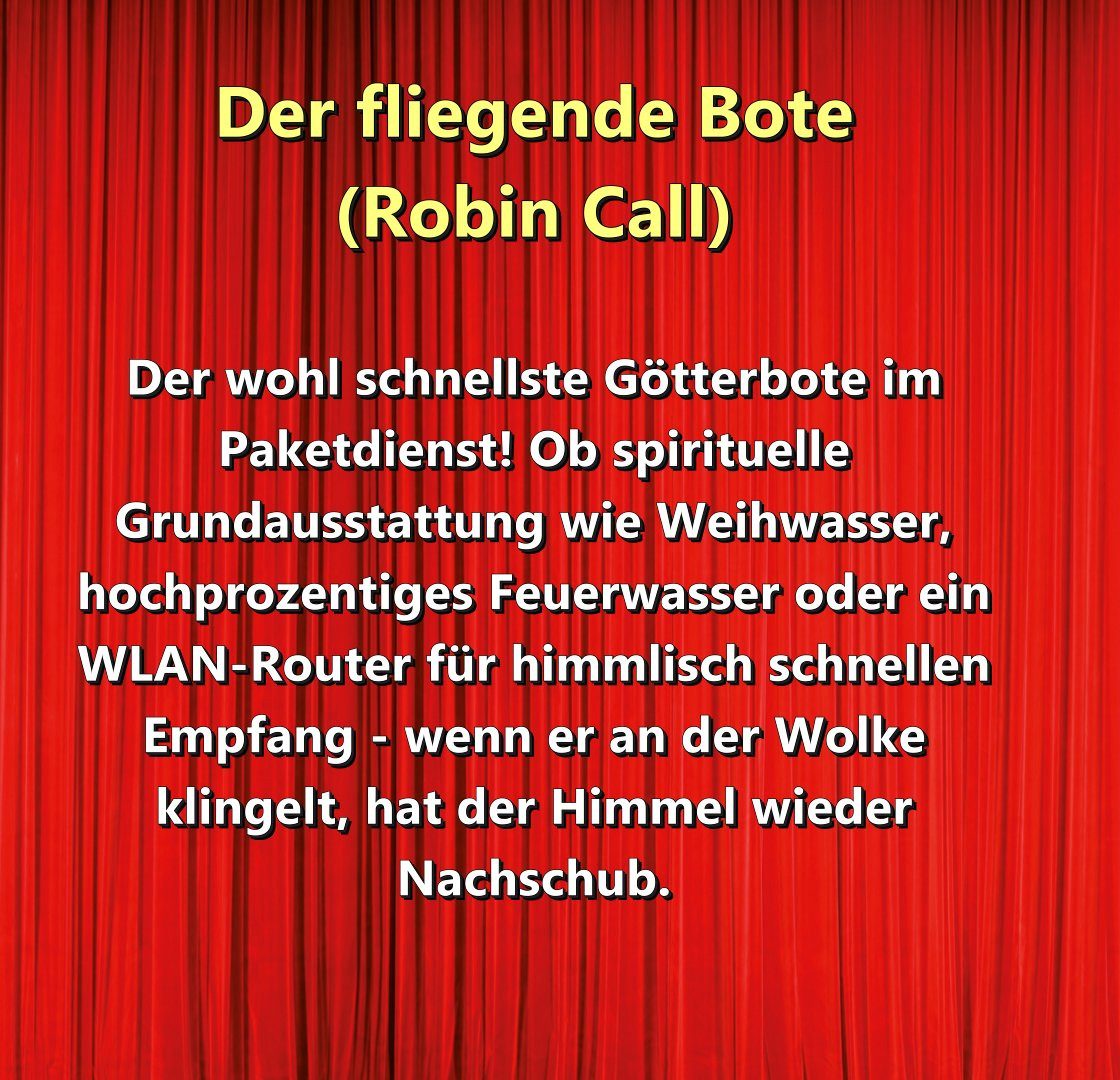 Der fliegende Bote
(Robin Call)
Der wohl schnellste Götterbote im
Paketdienst! Ob spirituelle
Grundausstattung wie Weihwasser,
hochprozentiges Feuerwasser oder ein
WLAN-Router für himmlisch schnellen
Empfang - wenn er an der Wolke
klingelt, hat der Himmel wieder
Nachschub.